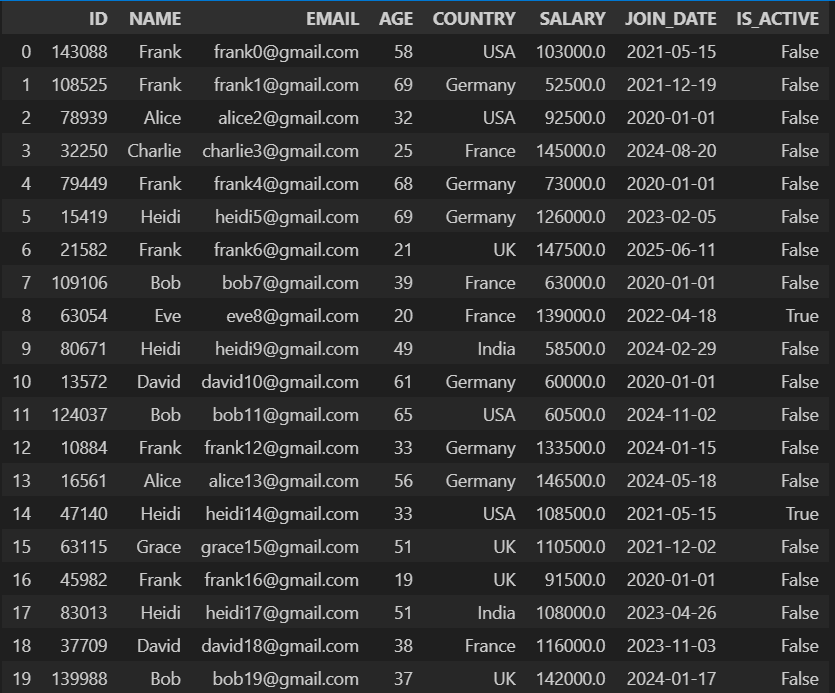 ID NAME EMAIL AGE COUNTRY SALARY JOIN_DATE IS_ACTIVE
0 143088 Frank frank0@gmail.com 58 USA 103000.0 2021-05-15 False
1 108525 Frank frank1@gmail.com 69 Germany 52500.0 2021-12-19 False
2 78939 Alice alice2@gmail.com 32 USA 92500.0 2020-01-01 False
3 32250 Charlie charlie3@gmail.com 25 France 145000.0 2024-08-20 False
4 79449 Frank frank4@gmail.com 68 Germany 73000.0 2020-01-01 False
5 15419 Heidi heidi5@gmail.com 69 Germany 126000.0 2023-02-05 False
6 21582 Frank frank6@gmail.com 21 UK 147500.0 2025-06-11 False
7 109106 Bob bob7@gmail.com 39 France 63000.0 2020-01-01 False
8 63054 Eve eve8@gmail.com 20 France 139000.0 2022-04-18 True
9 80671 Heidi heidi9@gmail.com 49 India 58500.0 2024-02-29 False
10 13572 David david10@gmail.com 61 Germany 60000.0 2020-01-01 False
11 124037 Bob bob11@gmail.com 65 USA 60500.0 2024-11-02 False
12 10884 Frank frank12@gmail.com 33 Germany 133500.0 2024-01-15 False
13 16561 Alice alice13@gmail.com 56 Germany 146500.0 2024-05-18 False
14 47140 Heidi heidi14@gmail.com 33 USA 108500.0 2021-05-15 True
15 63115 Grace grace15@gmail.com 51 UK 110500.0 2021-12-02 False
16 45982 Frank frank16@gmail.com 19 UK 91500.0 2020-01-01 False
17 83013 Heidi heidi17@gmail.com 51 India 108000.0 2023-04-26 False
18 37709 David david18@gmail.com 38 France 116000.0 2023-11-03 False
19 139988 Bob bob19@gmail.com 37 UK 142000.0 2024-01-17 False